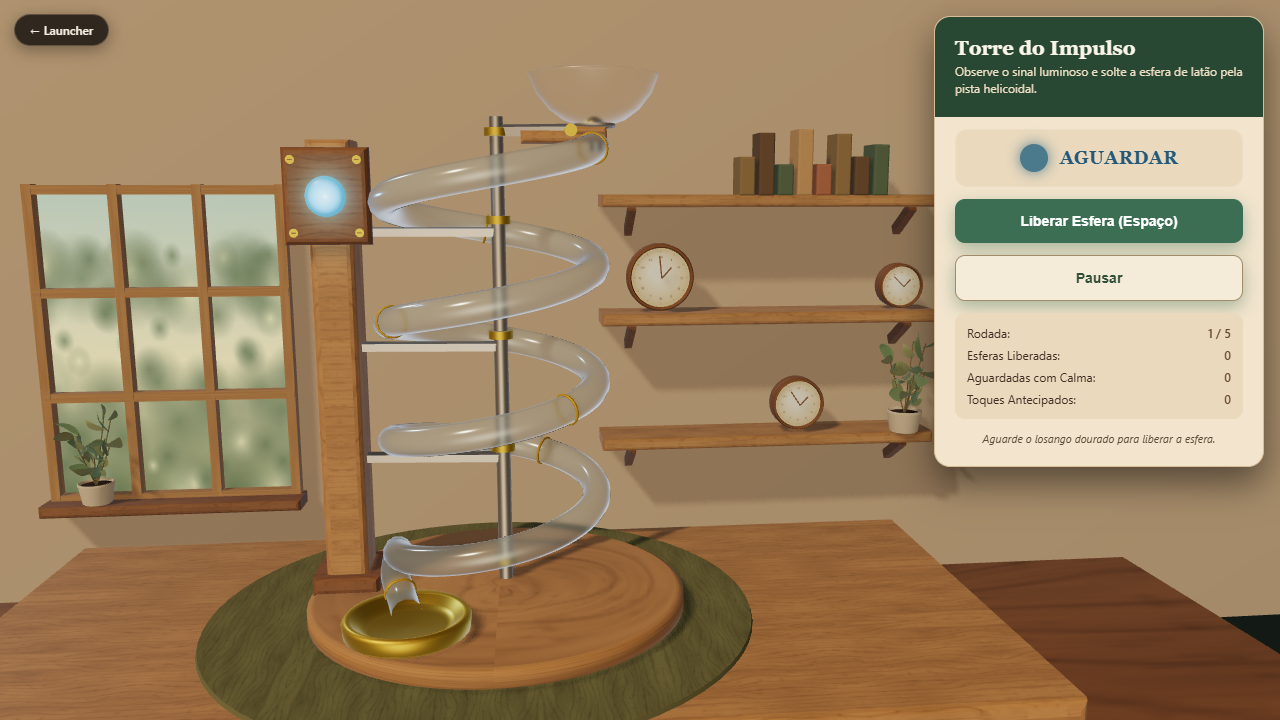 ← Launcher
Torre do Impulso
Observe o sinal luminoso e solte a esfera de latão pela
pista helicoidal.
AGUARDAR
Liberar Esfera (Espaço)
Pausar
Rodada: 1 / 5
Esferas Liberadas: 0
Aguardadas com Calma: 0
Toques Antecipados: 0
Aguarde o losango dourado para liberar a esfera.